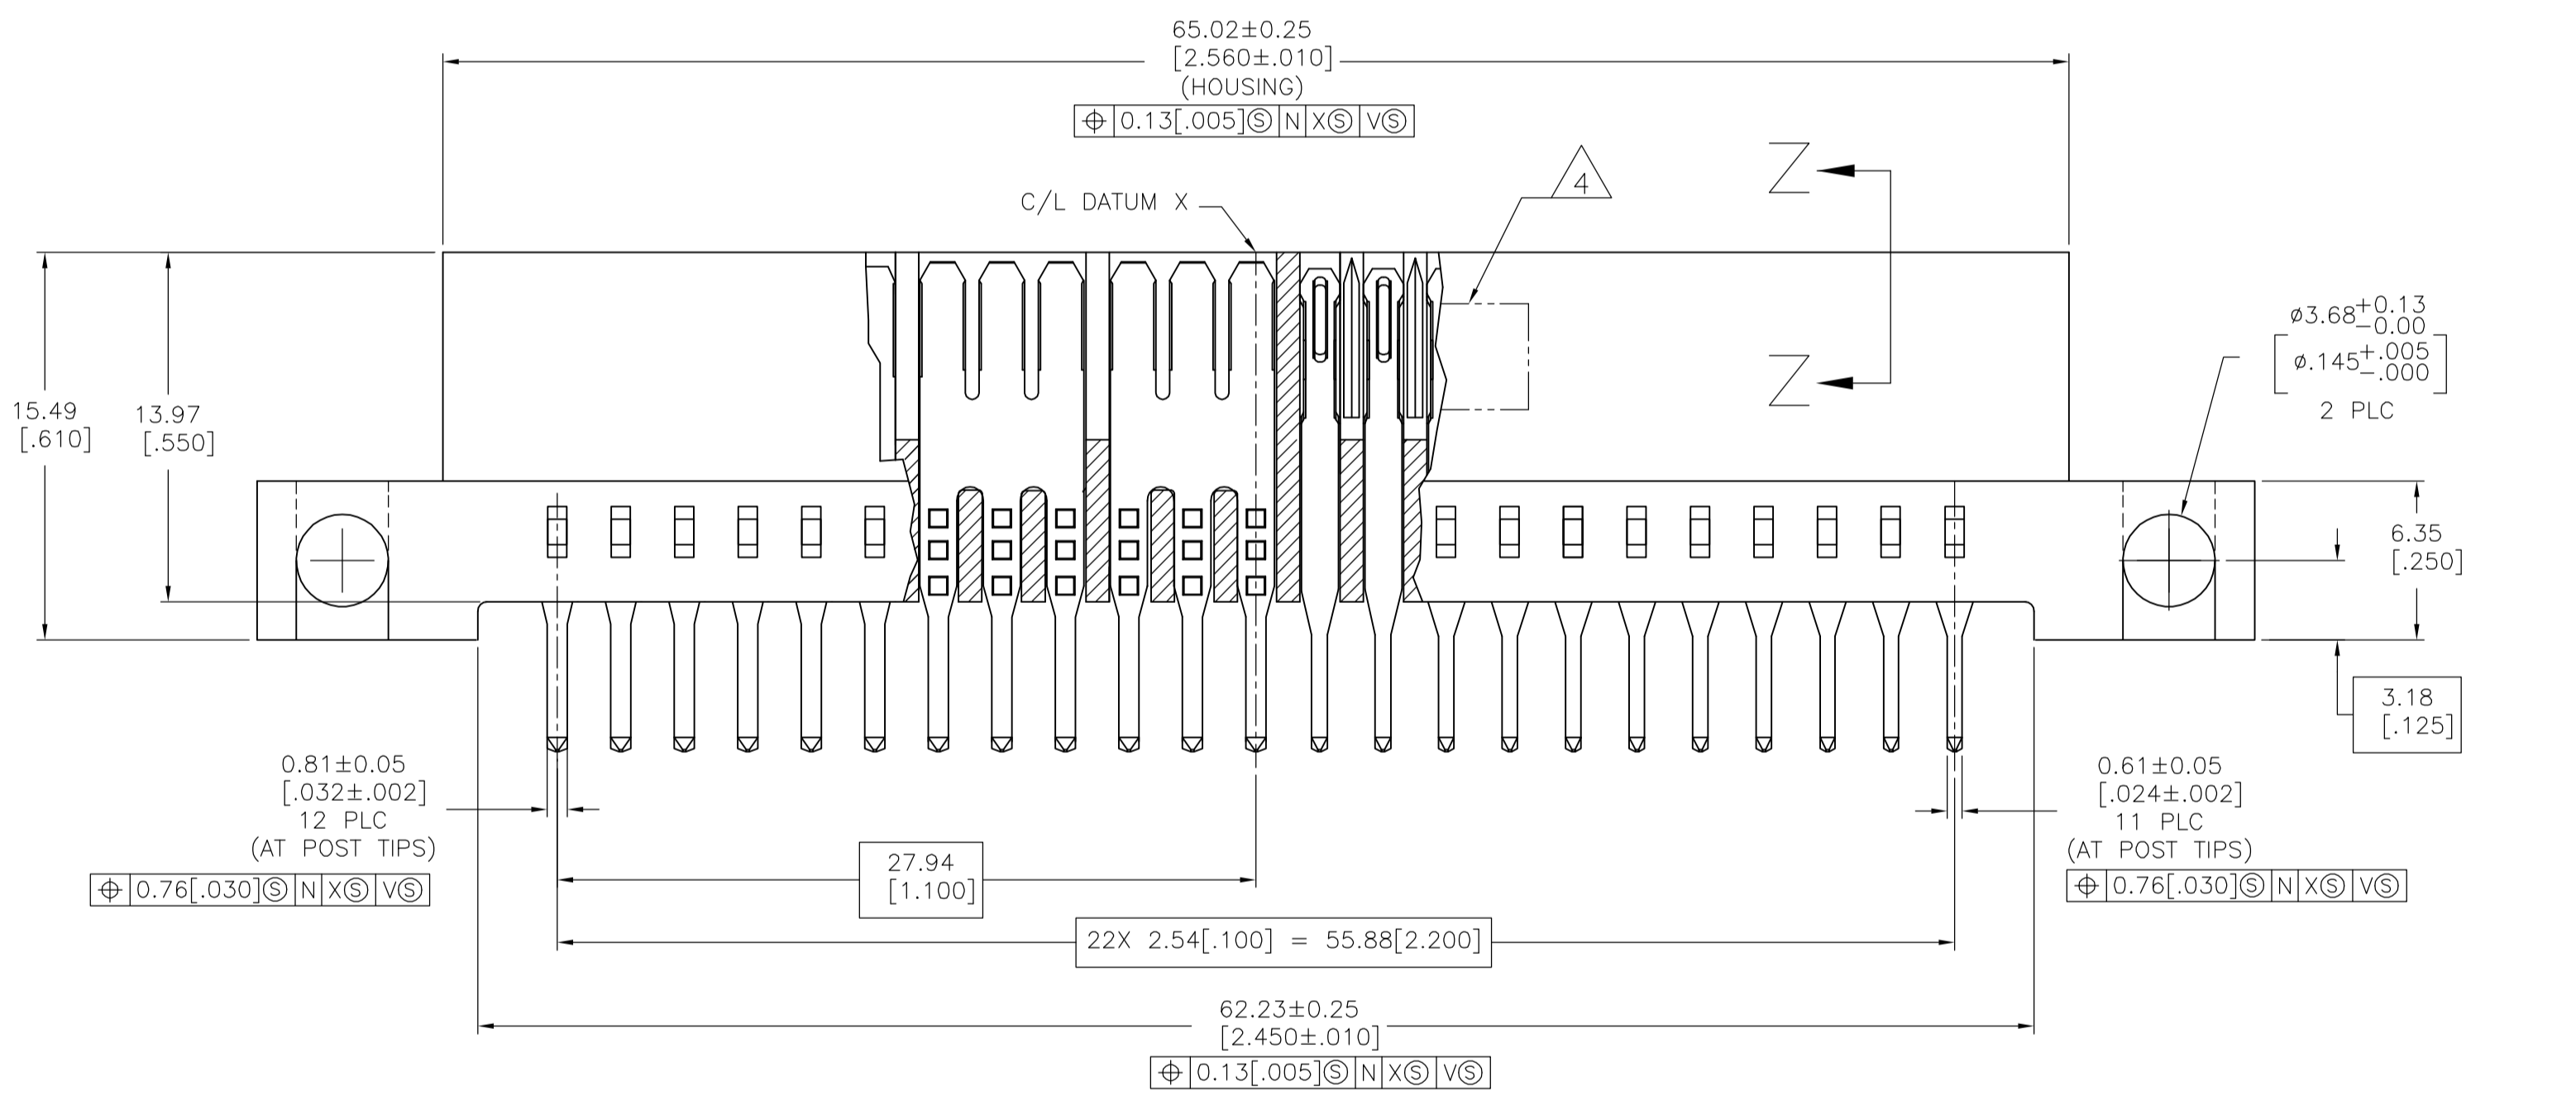 65.02±0.25
[2.560±.010]
(HOUSING)
⌖ 0.13[.005]Ⓢ N XⓈ VⓈ
4
Z
C/L DATUM X
15.49
[.610]
13.97
[.550]
Z
ø3.68+0.13
-0.00
ø.145+.005
-.000
2 PLC
6.35
[.250]
3.18
[.125]
0.81±0.05
[.032±.002]
12 PLC
(AT POST TIPS)
⌖ 0.76[.030]Ⓢ N XⓈ VⓈ
0.61±0.05
[.024±.002]
11 PLC
(AT POST TIPS)
⌖ 0.76[.030]Ⓢ N XⓈ VⓈ
27.94
[1.100]
22X 2.54[.100] = 55.88[2.200]
62.23±0.25
[2.450±.010]
⌖ 0.13[.005]Ⓢ N XⓈ VⓈ